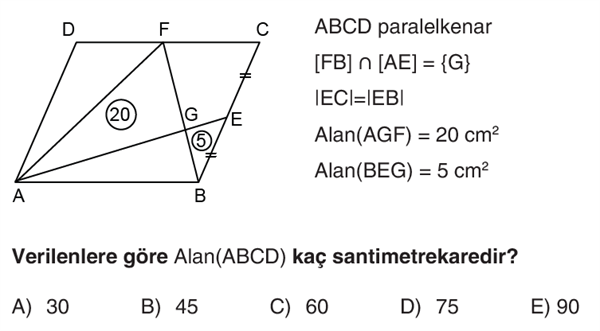 D F C
ABCD paralelkenar
[FB] ∩ [AE] = {G}
|EC|=|EB|
20
G
E
5
Alan(AGF) = 20 cm²
Alan(BEG) = 5 cm²
A B
Verilenlere göre Alan(ABCD) kaç santimetrekaredir?
A) 30 B) 45 C) 60 D) 75 E) 90